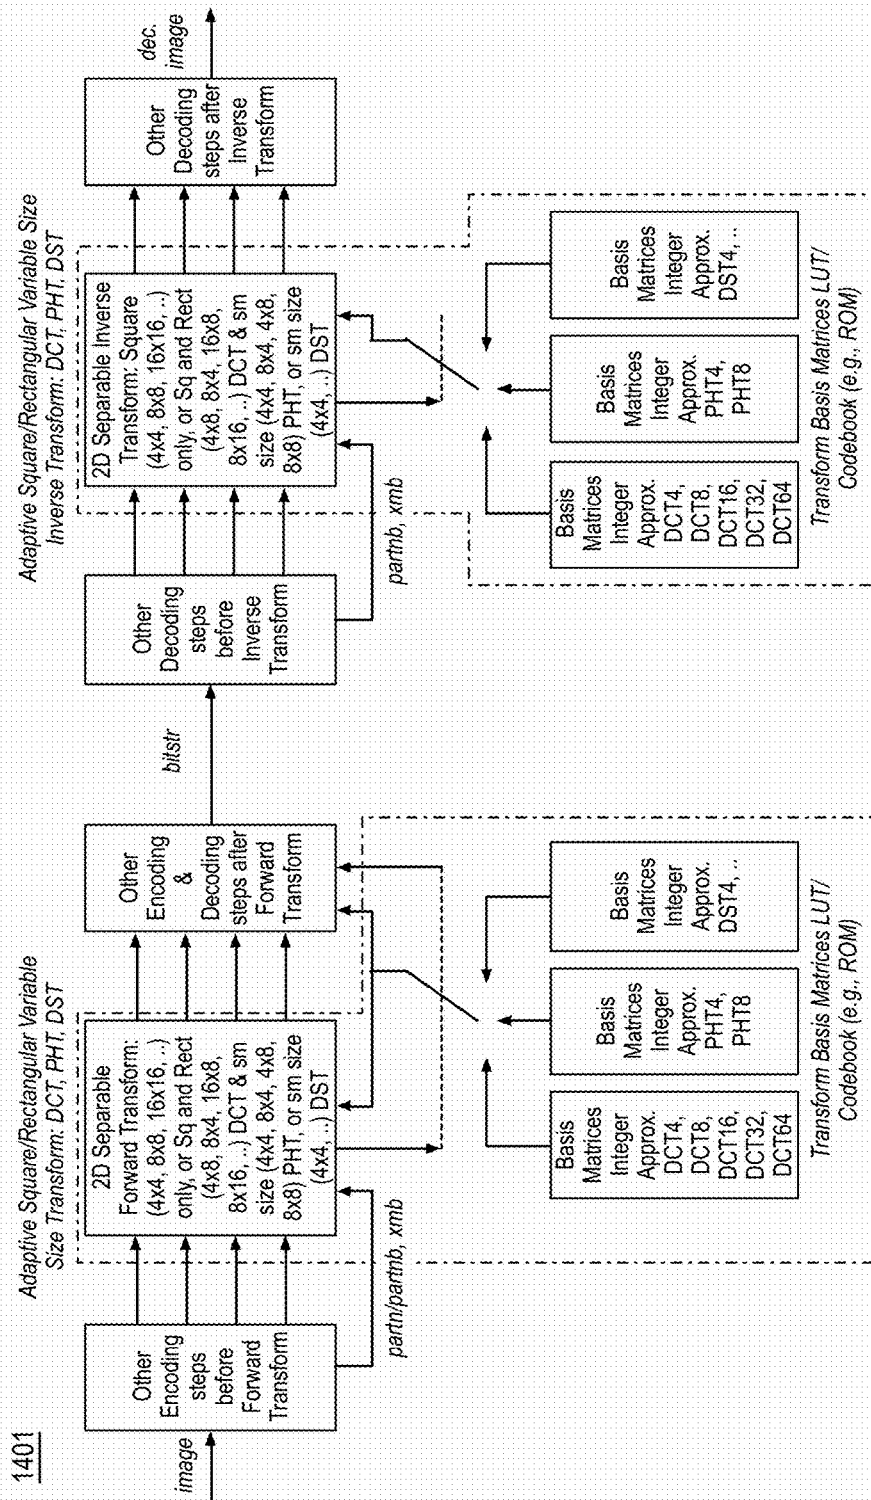 1401
image
Other
Encoding
steps
before
Forward
Transform
partn/partnb, xmb
Adaptive Square/Rectangular Variable
Size Transform: DCT, PHT, DST
2D Separable
Forward Transform:
(4x4, 8x8, 16x16, ..)
only, or Sq and Rect
(4x8, 8x4, 16x8,
8x16, ..) DCT & sm
size (4x4, 8x4, 4x8,
8x8) PHT, or sm size
(4x4, ..) DST
Other
Encoding
&
Decoding
steps after
Forward
Transform
Basis
Matrices
Integer
Approx.
DCT4,
DCT8,
DCT16,
DCT32,
DCT64
Basis
Matrices
Integer
Approx.
PHT4,
PHT8
Basis
Matrices
Integer
Approx.
DST4, ..
Transform Basis Matrices LUT/
Codebook (e.g., ROM)
bitstr
Other
Decoding
steps
before
Inverse
Transform
partnb, xmb
Adaptive Square/Rectangular Variable Size
Inverse Transform: DCT, PHT, DST
2D Separable Inverse
Transform: Square
(4x4, 8x8, 16x16, ..)
only, or Sq and Rect
(4x8, 8x4, 16x8,
8x16, ..) DCT & sm
size (4x4, 8x4, 4x8,
8x8) PHT, or sm size
(4x4, ..) DST
Other
Decoding
steps after
Inverse
Transform
dec.
image
Basis
Matrices
Integer
Approx.
DCT4,
DCT8,
DCT16,
DCT32,
DCT64
Basis
Matrices
Integer
Approx.
PHT4,
PHT8
Basis
Matrices
Integer
Approx.
DST4, ..
Transform Basis Matrices LUT/
Codebook (e.g., ROM)